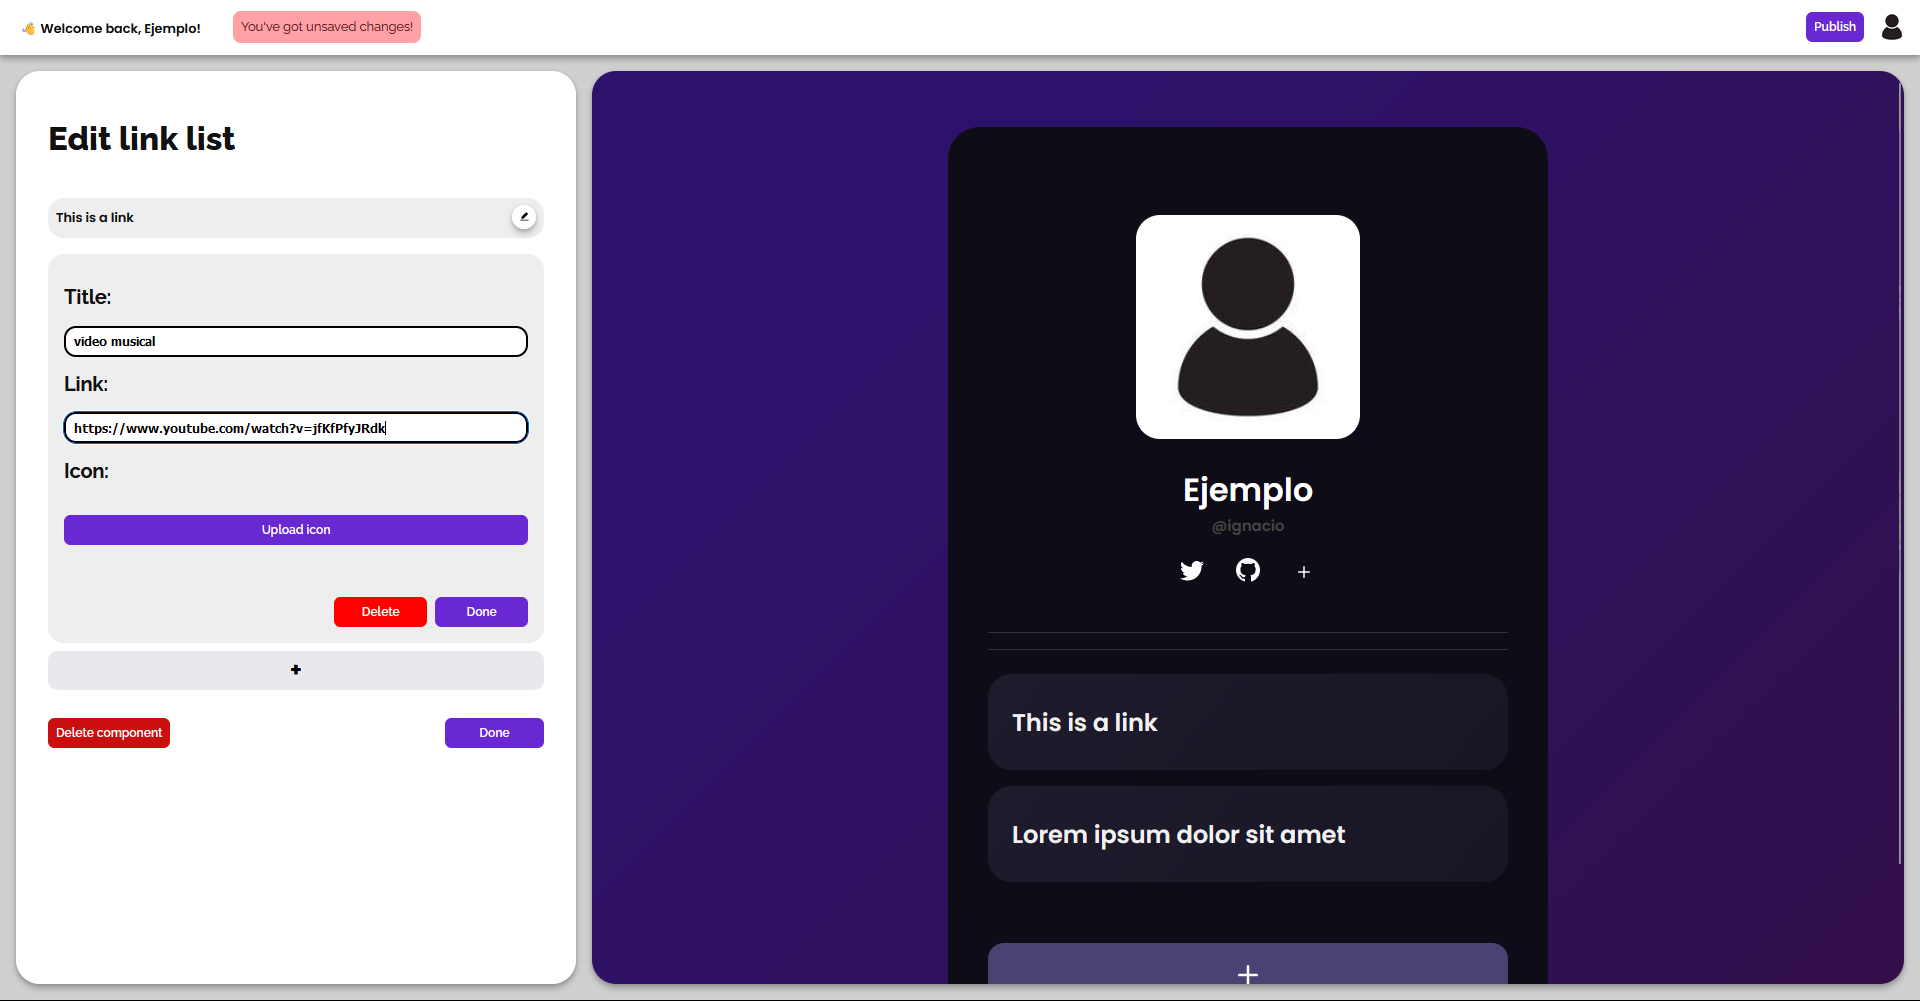 👋 Welcome back, Ejemplo!
You've got unsaved changes!
Publish
Edit link list
This is a link
Title:
video musical
Link:
https://www.youtube.com/watch?v=jfKfPfyJRdk
Icon:
Upload icon
Delete
Done
+
Delete component
Done
Ejemplo
@ignacio
+
This is a link
Lorem ipsum dolor sit amet
+